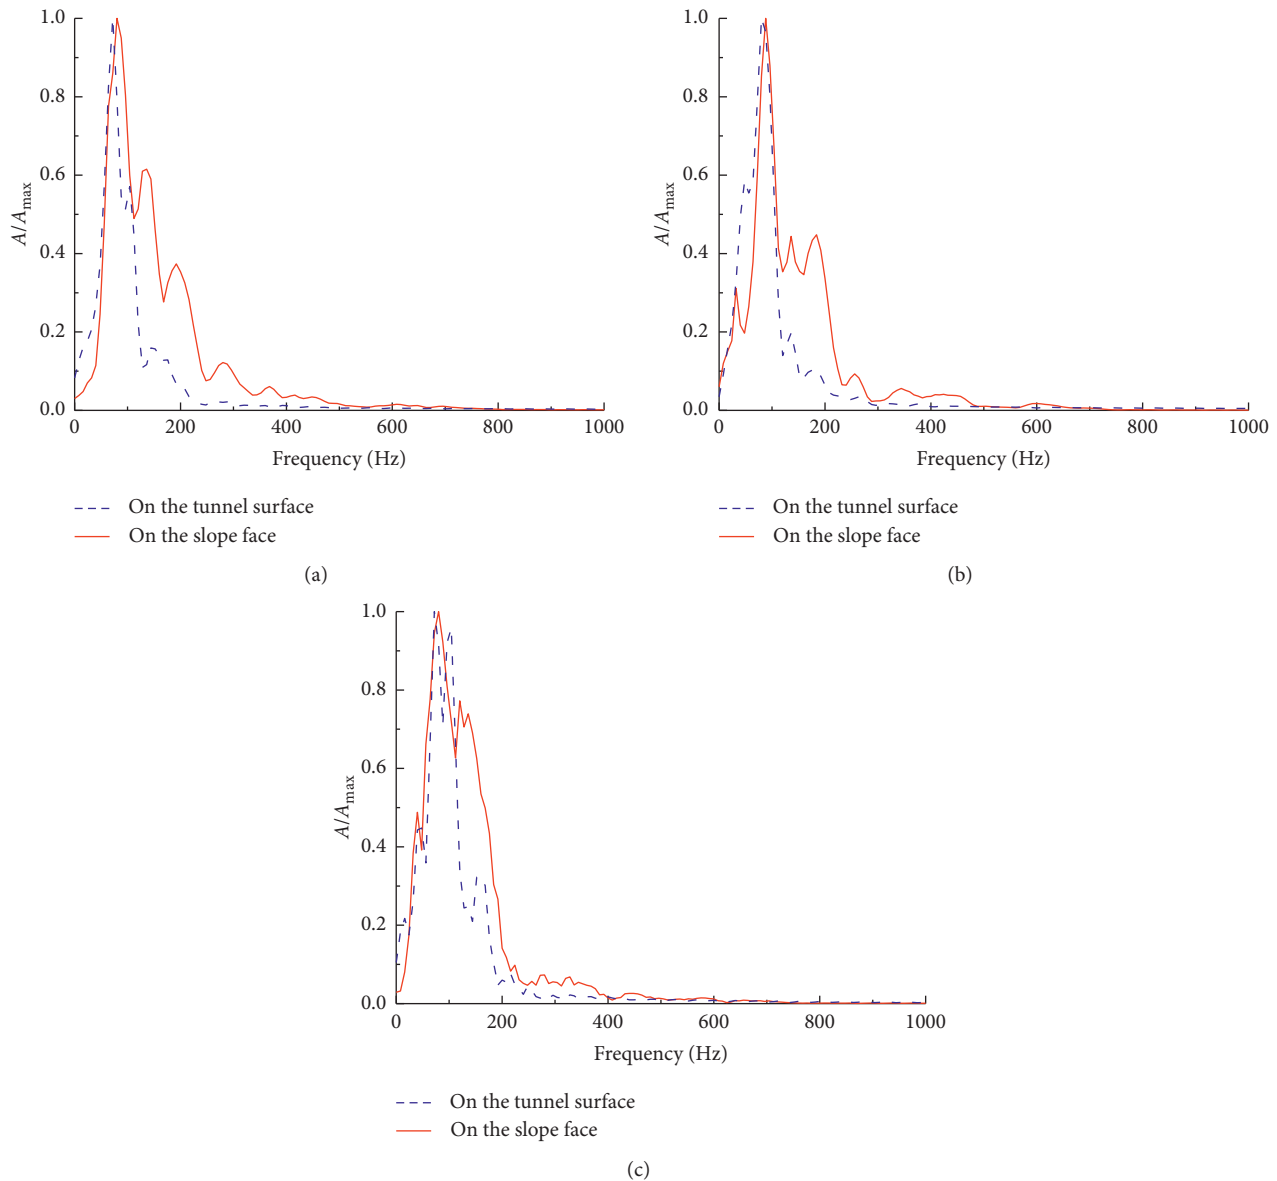 1.0
0.8
0.6
0.4
0.2
0.0
A/Amax
0 200 400 600 800 1000
Frequency (Hz)
On the tunnel surface
On the slope face
(a)
1.0
0.8
0.6
0.4
0.2
0.0
A/Amax
0 200 400 600 800 1000
Frequency (Hz)
On the tunnel surface
On the slope face
(b)
1.0
0.8
0.6
0.4
0.2
0.0
A/Amax
0 200 400 600 800 1000
Frequency (Hz)
On the tunnel surface
On the slope face
(c)